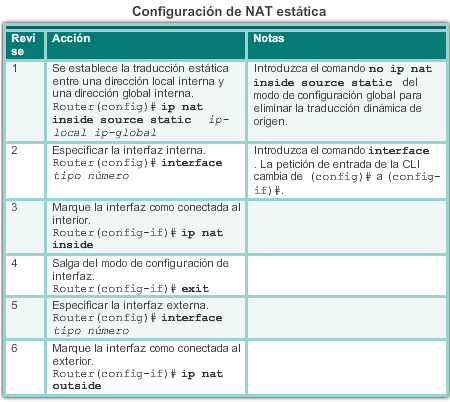 Configuración de NAT estática
Revi
se
Acción
Notas
1
Se establece la traducción estática
entre una dirección local interna y
una dirección global interna.
Router(config)# ip nat
inside source static ip-
local ip-global
Introduzca el comando no ip nat
inside source static del
modo de configuración global para
eliminar la traducción dinámica de
origen.
2
Especificar la interfaz interna.
Router(config)# interface
tipo número
Introduzca el comando interface
. La petición de entrada de la CLI
cambia de (config)# a (config-
if)#.
3
Marque la interfaz como conectada al
interior.
Router(config-if)# ip nat
inside
4
Salga del modo de configuración de
interfaz.
Router(config-if)# exit
5
Especificar la interfaz externa.
Router(config)# interface
tipo número
6
Marque la interfaz como conectada al
exterior.
Router(config-if)# ip nat
outside